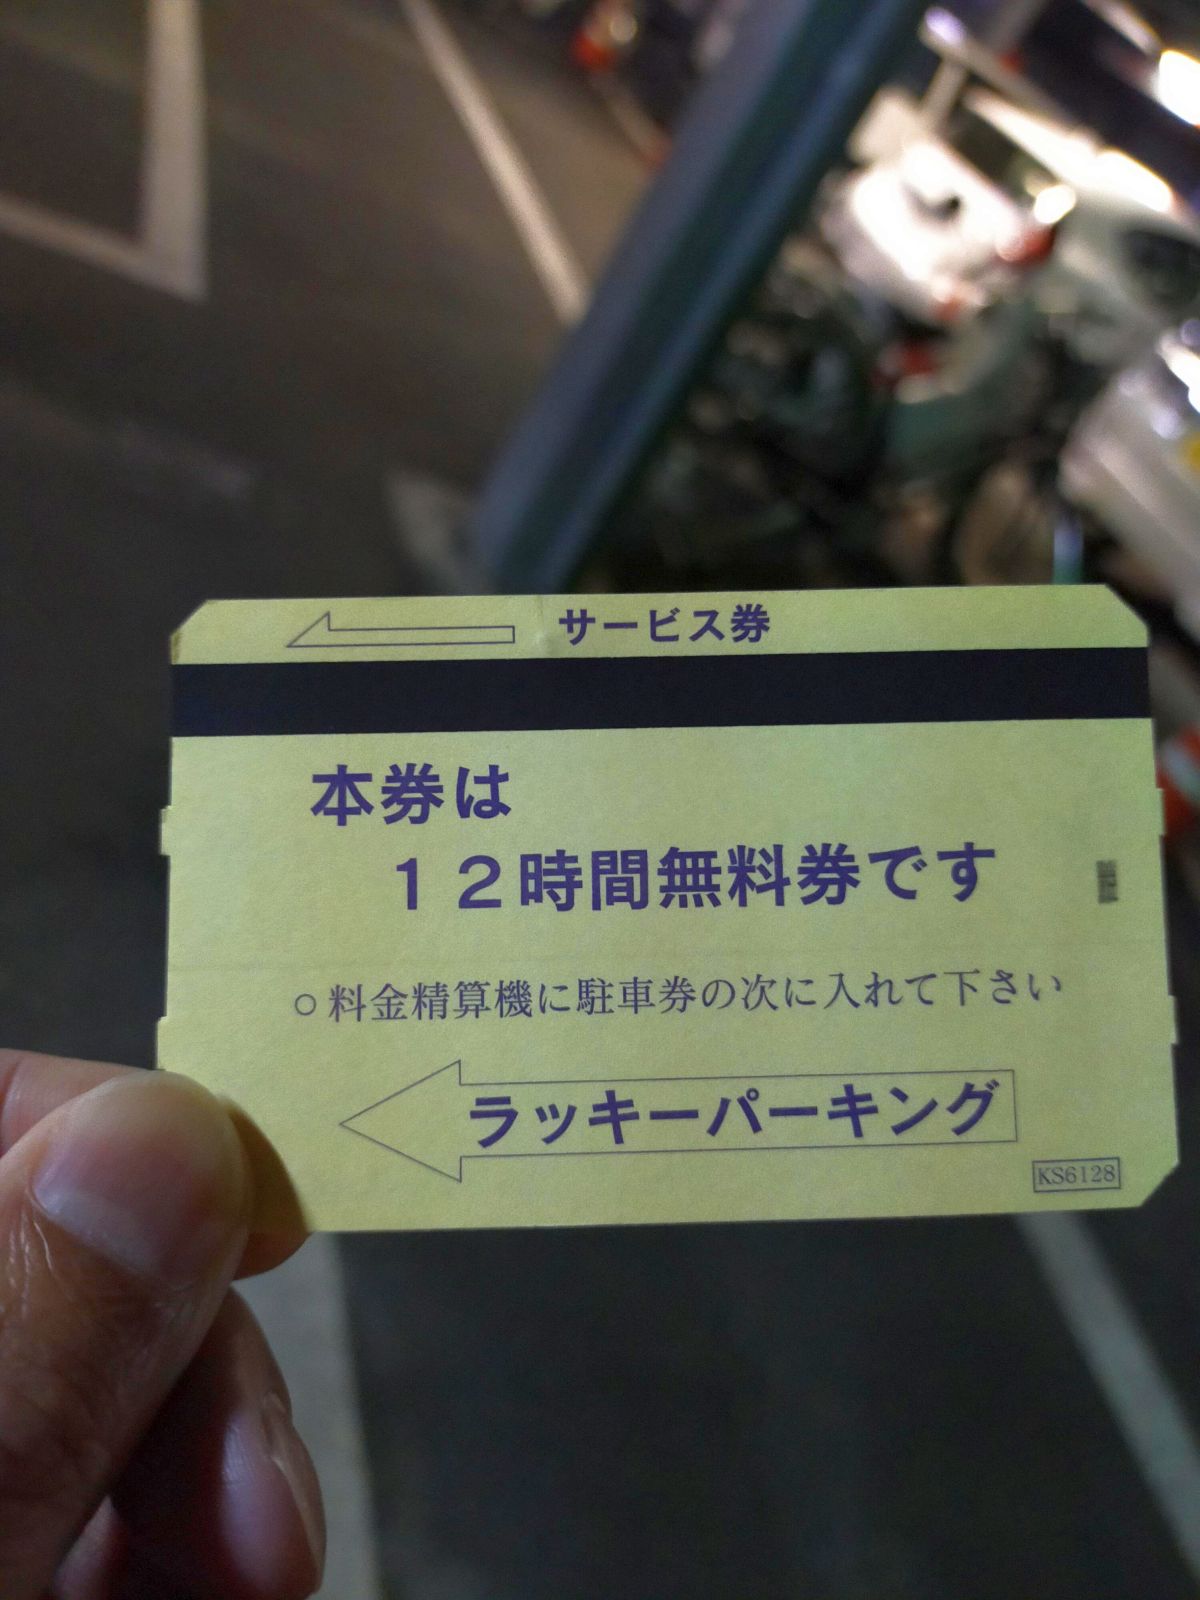 サービス券
本券は
１２時間無料券です
○料金精算機に駐車券の次に入れて下さい
ラッキーパーキング
KS6128